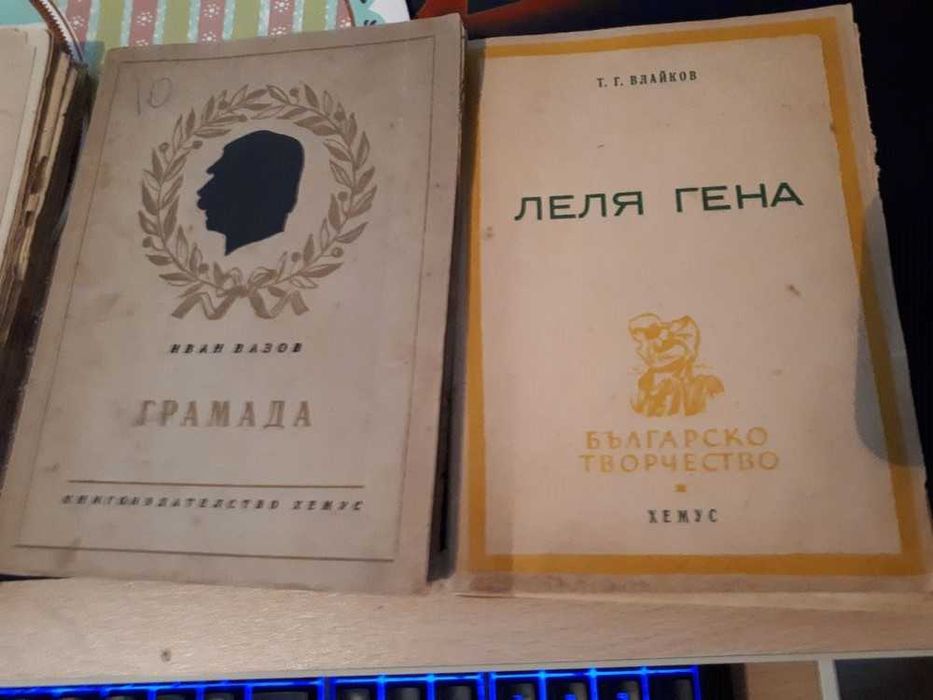 10
ИВАН ВАЗОВ
ГРАМАДА
КНИГОИЗДАТЕЛСТВО ХЕМУС
Т. Г. ВЛАЙКОВ
ЛЕЛЯ ГЕНА
БЪЛГАРСКО
ТВОРЧЕСТВО
ХЕМУС